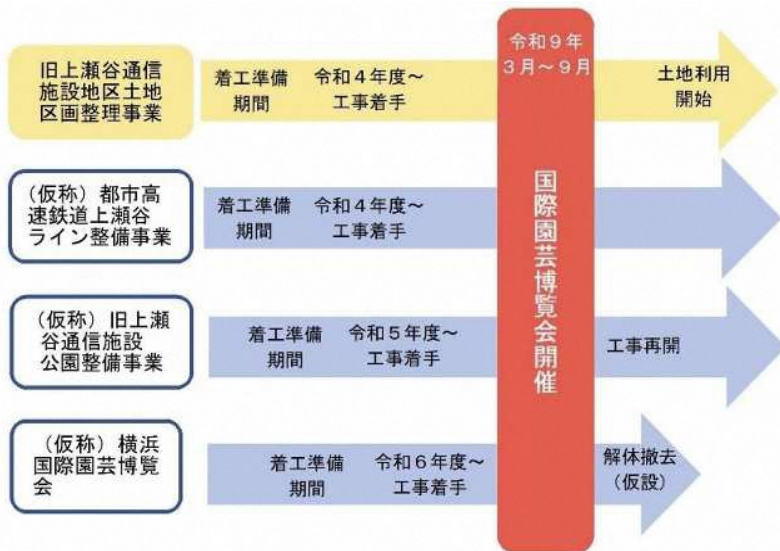 旧上瀬谷通信
施設地区土地
区画整理事業
着工準備
期間
令和4年度～
工事着手
令和9年
3月～9月
土地利用
開始
（仮称）都市高
速鉄道上瀬谷
ライン整備事業
着工準備
期間
令和4年度～
工事着手
国際園芸博覧会開催
（仮称）旧上瀬
谷通信施設
公園整備事業
着工準備
期間
令和5年度～
工事着手
工事再開
（仮称）横浜
国際園芸博覧
会
着工準備
期間
令和6年度～
工事着手
解体撤去
（仮設）